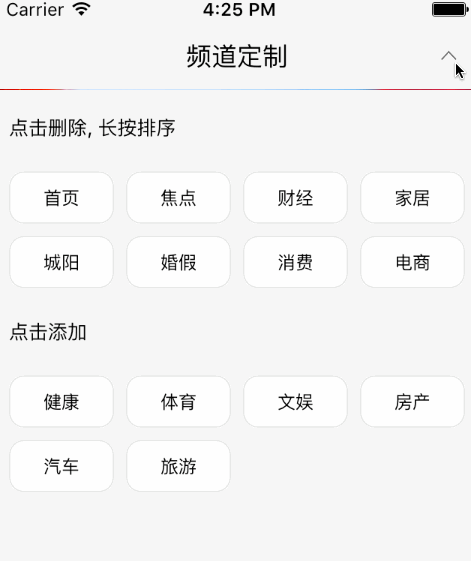 Carrier 4:25 PM
频道定制
点击删除, 长按排序
首页 焦点 财经 家居
城阳 婚假 消费 电商
点击添加
健康 体育 文娱 房产
汽车 旅游